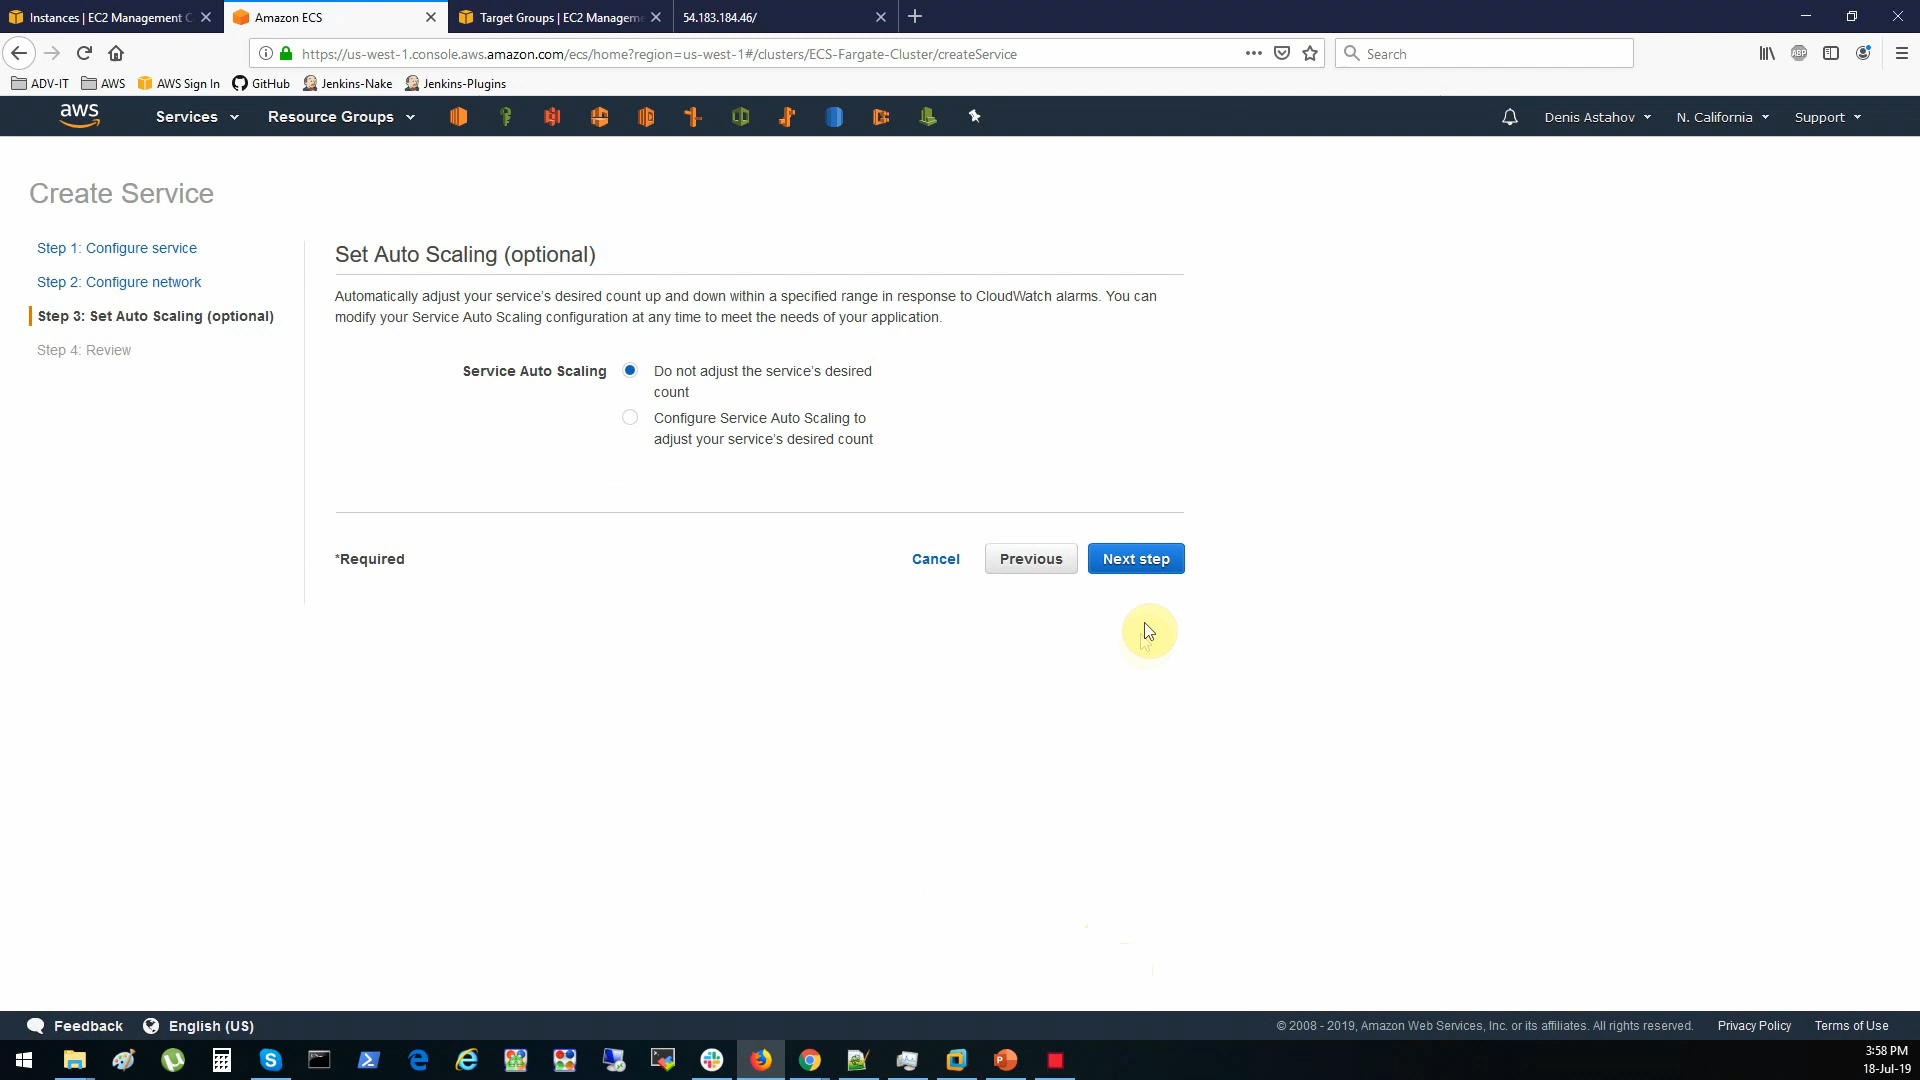 Instances | EC2 Management C
Amazon ECS
Target Groups | EC2 Manageme
54.183.184.46/
https://us-west-1.console.aws.amazon.com/ecs/home?region=us-west-1#/clusters/ECS-Fargate-Cluster/createService
Search
ABP
ADV-IT
AWS
AWS Sign In
GitHub
Jenkins-Nake
Jenkins-Plugins
aws
Services
Resource Groups
Denis Astahov
N. California
Support
Create Service
Step 1: Configure service
Step 2: Configure network
Step 3: Set Auto Scaling (optional)
Step 4: Review
Set Auto Scaling (optional)
Automatically adjust your service's desired count up and down within a specified range in response to CloudWatch alarms. You can
modify your Service Auto Scaling configuration at any time to meet the needs of your application.
Service Auto Scaling
Do not adjust the service's desired
count
Configure Service Auto Scaling to
adjust your service's desired count
*Required
Cancel
Previous
Next step
Feedback
English (US)
© 2008 - 2019, Amazon Web Services, Inc. or its affiliates. All rights reserved.
Privacy Policy
Terms of Use
3:58 PM
18-Jul-19